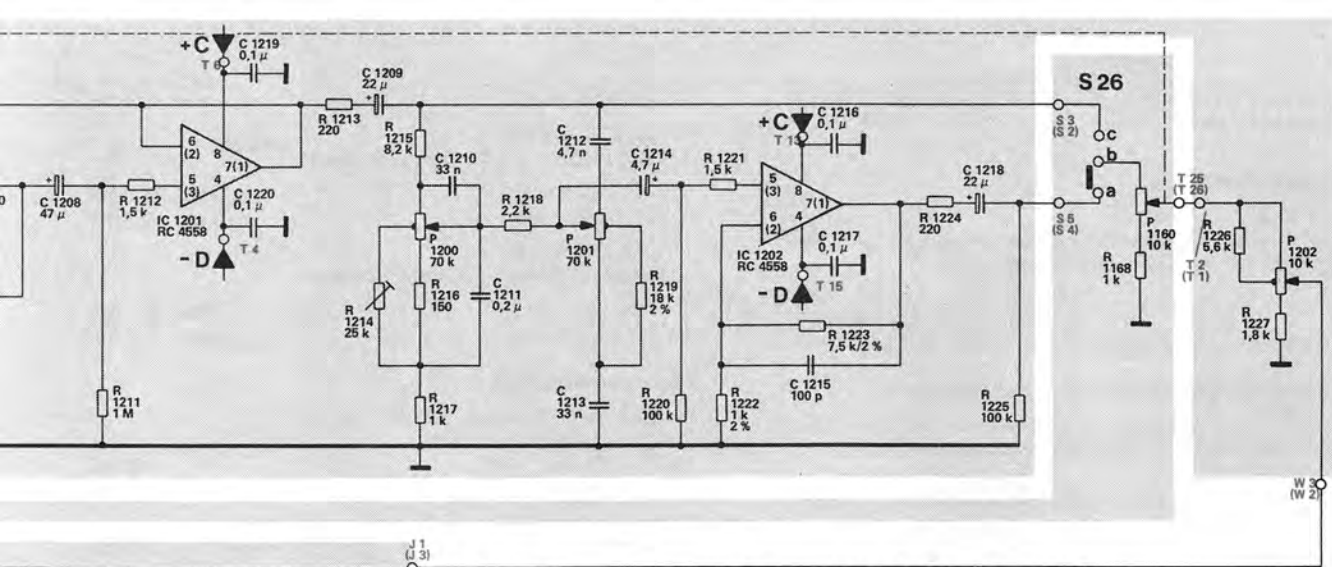 + C
T 6
C 1219
0,1 µ
C 1209
22 µ
+
R 1213
220
6
(2)
8
7(1)
5
(3)
4
+
C 1208
47 µ
R 1212
1,5 k
IC 1201
RC 4558
C 1220
0,1 µ
T 4
- D
R
1211
1 M
R
1215
8,2 k
C 1210
33 n
P
1200
70 k
R
1214
25 k
R
1216
150
C
1211
0,2 µ
R
1217
1 k
R 1218
2,2 k
C
1212
4,7 n
P
1201
70 k
C 1214
4,7 µ
+
R
1219
18 k
2 %
C
1213
33 n
R
1220
100 k
R 1221
1,5 k
+ C
T 13
C 1216
0,1 µ
5
(3)
8
7(1)
6
(2)
4
IC 1202
RC 4558
C 1217
0,1 µ
T 15
- D
R 1223
7,5 k/2 %
C 1215
100 p
R
1222
1 k
2 %
R 1224
220
C 1218
22 µ
+
R
1225
100 k
S 26
S 3
(S 2)
c
b
a
S 5
(S 4)
P
1160
10 k
R
1168
1 k
T 25
(T 26)
T 2
(T 1)
R
1226
5,6 k
P
1202
10 k
R
1227
1,8 k
W 3
(W 2)
J 1
(J 3)